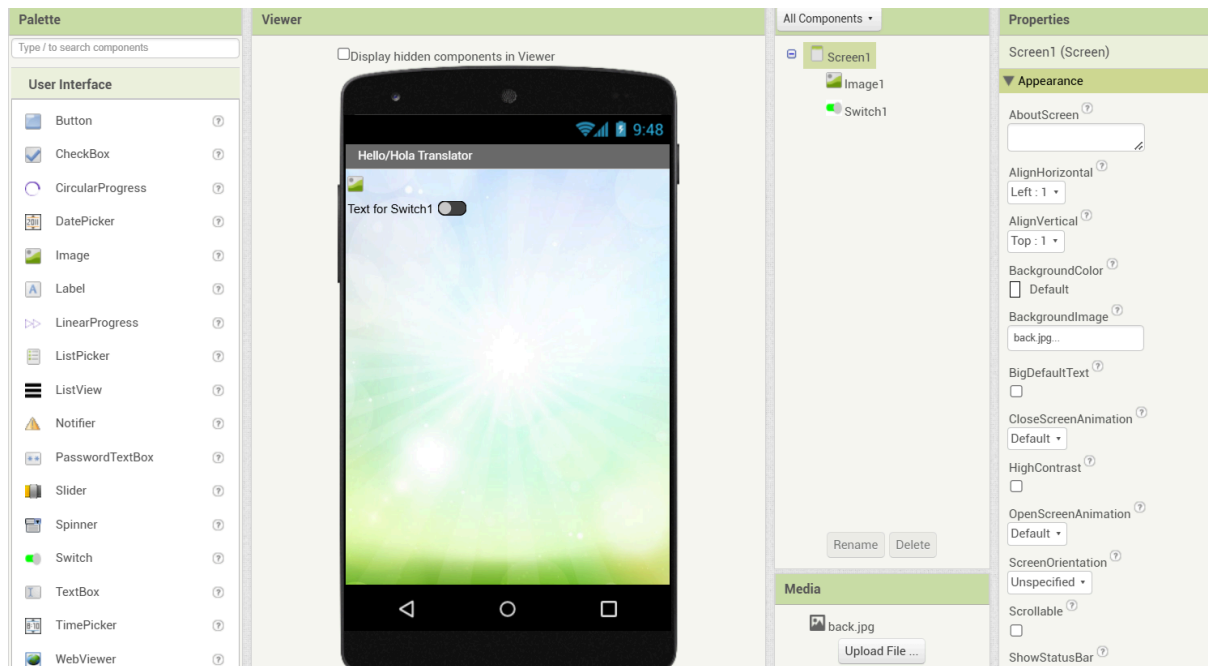 Palette
Type / to search components
User Interface
Button
CheckBox
CircularProgress
DatePicker
Image
Label
LinearProgress
ListPicker
ListView
Notifier
PasswordTextBox
Slider
Spinner
Switch
TextBox
TimePicker
WebViewer
Viewer
Display hidden components in Viewer
9:48
Hello/Hola Translator
Text for Switch1
All Components
Screen1
Image1
Switch1
Rename Delete
Media
back.jpg
Upload File ...
Properties
Screen1 (Screen)
Appearance
AboutScreen
AlignHorizontal
Left : 1
AlignVertical
Top : 1
BackgroundColor
Default
BackgroundImage
back.jpg...
BigDefaultText
CloseScreenAnimation
Default
HighContrast
OpenScreenAnimation
Default
ScreenOrientation
Unspecified
Scrollable
ShowStatusBar